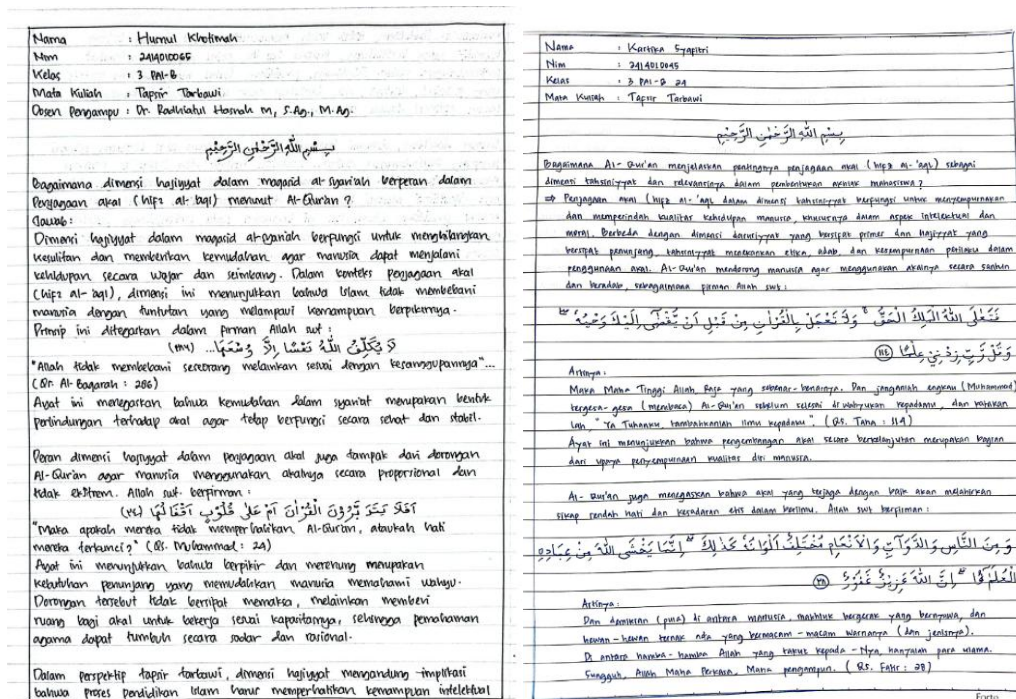 Nama : Husnul Khotimah
Nim : 2414010065
Kelas : 3 PAI-B
Mata Kuliah : Tapsir Tarbawi
Dosen Pengampu : Dr. Radhiatul Hasnah M, S.Ag., M.Ag.
بِسْمِ اللّٰهِ الرَّحْمٰنِ الرَّحِيْمِ
Bagaimana dimensi hajiyyat dalam maqasid al-syari'ah berperan dalam
Penjagaan akal (hifz al-'aql) menurut Al-Qur'an ?
Jawab :
Dimensi hajiyyat dalam maqasid al-syari'ah berfungsi untuk menghilangkan
Kesulitan dan memberikan kemudahan agar manusia dapat menjalani
kehidupan secara wajar dan seimbang. Dalam konteks penjagaan akal
(hifz al-'aql), dimensi ini menunjukkan bahwa Islam tidak membebani
manusia dengan tuntutan yang melampaui kemampuan berpikirnya.
Prinsip ini ditegaskan dalam firman Allah swt :
لَا يُكَلِّفُ اللّٰهُ نَفْسًا اِلَّا وُسْعَهَا... (٢٨٦)
"Allah tidak membebani seseorang melainkan sesuai dengan kesanggupannya"...
(Qs. Al-Baqarah : 286)
Ayat ini menegaskan bahwa kemudahan dalam syariat merupakan bentuk
perlindungan terhadap akal agar tetap berfungsi secara sehat dan stabil.
Peran dimensi hajiyyat dalam penjagaan akal juga tampak dari dorongan
Al-Qur'an agar manusia menggunakan akalnya secara proporsional dan
tidak ekstrem. Allah swt. berfirman :
اَفَلَا يَتَدَبَّرُوْنَ الْقُرْاٰنَ اَمْ عَلٰى قُلُوْبٍ اَقْفَالُهَا (٢٤)
"Maka apakah mereka tidak memperhatikan Al-Qur'an, ataukah hati
mereka terkunci?" (Qs. Muhammad : 24)
Ayat ini menunjukkan bahwa berpikir dan merenung merupakan
Kebutuhan penunjang yang memudahkan manusia memahami wahyu.
Dorongan tersebut tidak bersipat memaksa, melainkan memberi
ruang bagi akal untuk bekerja sesuai kapasitasnya, sehingga pemahaman
agama dapat tumbuh secara sadar dan rasional.
Dalam perspektip tapsir tarbawi, dimensi hajiyyat mengandung implikasi
bahwa proses pendidikan Islam harus memperhatikan kemampuan intelektual
Nama : Kartika Syapitri
Nim : 2414010045
Kelas : 3 PAI-B 24
Mata Kuliah : Tapsir Tarbawi
بِسْمِ اللّٰهِ الرَّحْمٰنِ الرَّحِيْمِ
Bagaimana Al-Qur'an menjelaskan pentingnya penjagaan akal (hifz al-'aql) sebagai
dimensi tahsiniyyat dan relevansinya dalam pembentukan akhlak mahasiswa ?
⇒ Penjagaan akal (hifz al-'aql dalam dimensi tahsiniyyat berfungsi untuk menyempurnakan
dan memperindah kualitas kehidupan manusia, khususnya dalam aspek intelektual dan
moral. Berbeda dengan dimensi daruriyyat yang bersipat primer dan hajiyyat yang
bersipat penunjang, tahsiniyyat menekankan etika, adab, dan kesempurnaan perilaku dalam
penggunaan akal. Al-Qur'an mendorong manusia agar menggunakan akalnya secara santun
dan beradab, sebagaimana pirman Allah swt :
فَتَعٰلَى اللّٰهُ الْمَلِكُ الْحَقُّ ۚ وَلَا تَعْجَلْ بِالْقُرْاٰنِ مِنْ قَبْلِ اَنْ يُّقْضٰٓى اِلَيْكَ وَحْيُهٗ ۖ
وَقُلْ رَّبِّ زِدْنِيْ عِلْمًا (١١٤)
Artinya :
Maka Maha Tinggi Allah, Raja yang sebenar-benarnya. Dan janganlah engkau (Muhammad)
tergesa-gesa (membaca) Al-Qur'an sebelum selesai diwahyukan kepadamu, dan katakan
lah, "Ya Tuhanku, tambahkanlah ilmu kepadaku". (Q.S. Taha : 114)
Ayat ini menunjukkan bahwa pengembangan akal secara berkelanjutan merupakan bagian
dari upaya penyempurnaan kualitas diri manusia.
Al-Qur'an juga menegaskan bahwa akal yang terjaga dengan baik akan melahirkan
sikap rendah hati dan kesadaran etis dalam berilmu. Allah swt berfirman :
وَمِنَ النَّاسِ وَالدَّوَاۤبِّ وَالْاَنْعَامِ مُخْتَلِفٌ اَلْوَانُهٗ كَذٰلِكَ ۗ اِنَّمَا يَخْشَى اللّٰهَ مِنْ عِبَادِهِ
الْعُلَمٰۤؤُا ۗ اِنَّ اللّٰهَ عَزِيْزٌ غَفُوْرٌ (٢٨)
Artinya :
Dan demikian (pula) di antara manusia, makhluk bergerak yang bernyawa, dan
hewan-hewan ternak ada yang bermacam-macam warnanya (dan jenisnya).
Di antara hamba-hamba Allah yang takut kepada-Nya, hanyalah para ulama.
Sungguh, Allah Maha Perkasa, Maha pengampun. (Q.S. Fatir : 28)
Forte